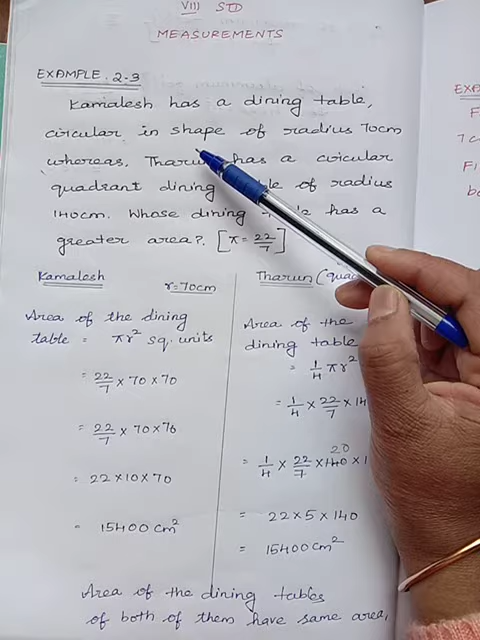 VIII STD
MEASUREMENTS
EXAMPLE 2.3
Kamalesh has a dining table,
circular in shape of radius 70cm
whereas, Tharun has a circular
quadrant dining of radius
140cm. Whose dining has a
greater area?. [π = 22/7]
Kamalesh
r = 70cm
Area of the dining
table = πr² sq. units
= 22/7 × 70 × 70
= 22/7 × 70 × 70
= 22 × 10 × 70
= 15400 cm²
Tharun
Area of the
dining table
= 1/4 πr²
= 1/4 × 22/7 × 14
20
= 1/4 × 22/7 × 140 × 1
= 22 × 5 × 140
= 15400 cm²
Area of the dining tables
of both of them have same area.